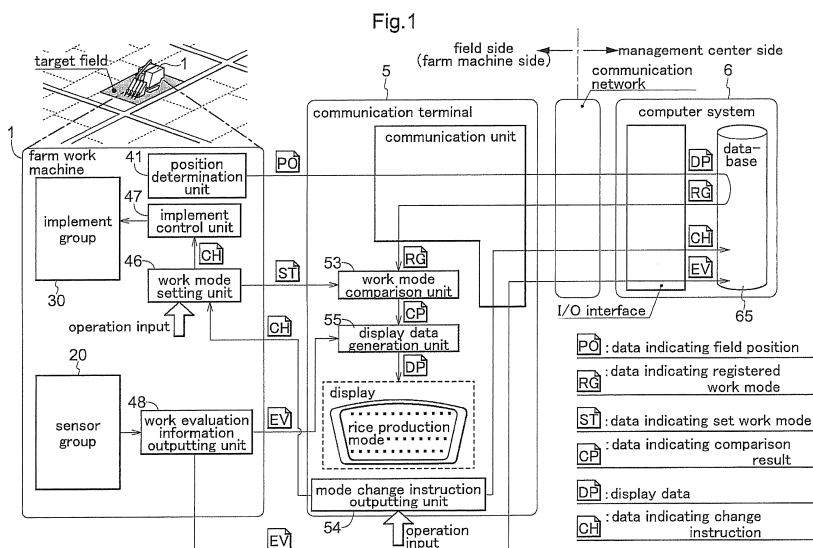 Fig.1
target field
1
field side
(farm machine side)
management center side
communication
network
5
6
communication terminal
communication unit
computer system
data-
base
1
farm work
machine
41
position
determination
unit
PO
DP
RG
47
implement
control unit
implement
group
CH
46
work mode
setting unit
ST
30
operation input
RG
53
work mode
comparison unit
CH
EV
CP
CH
55
display data
generation unit
I/O interface
65
DP
20
sensor
group
48
work evaluation
information
outputting unit
EV
display
rice production
mode
mode change instruction
outputting unit
54
operation
input
EV
PO : data indicating field position
RG : data indicating registered
work mode
ST : data indicating set work mode
CP : data indicating comparison
result
DP : display data
CH : data indicating change
instruction